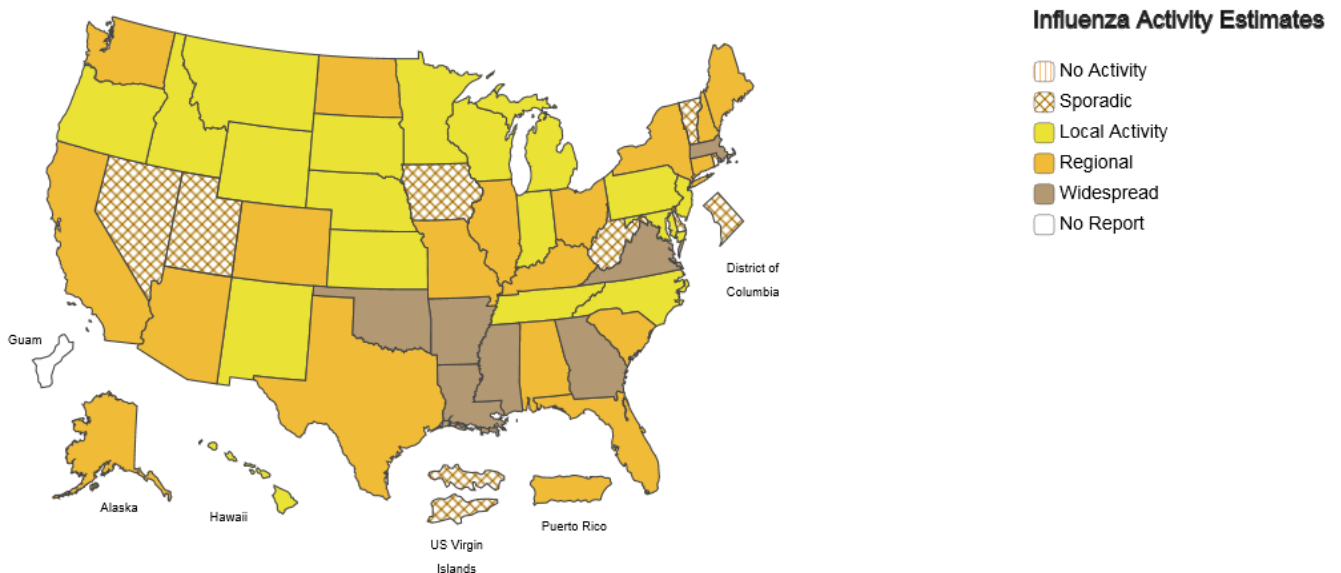 Influenza Activity Estimates
No Activity
Sporadic
Local Activity
Regional
Widespread
No Report
District of
Columbia
Guam
Alaska
Hawaii
US Virgin
Islands
Puerto Rico